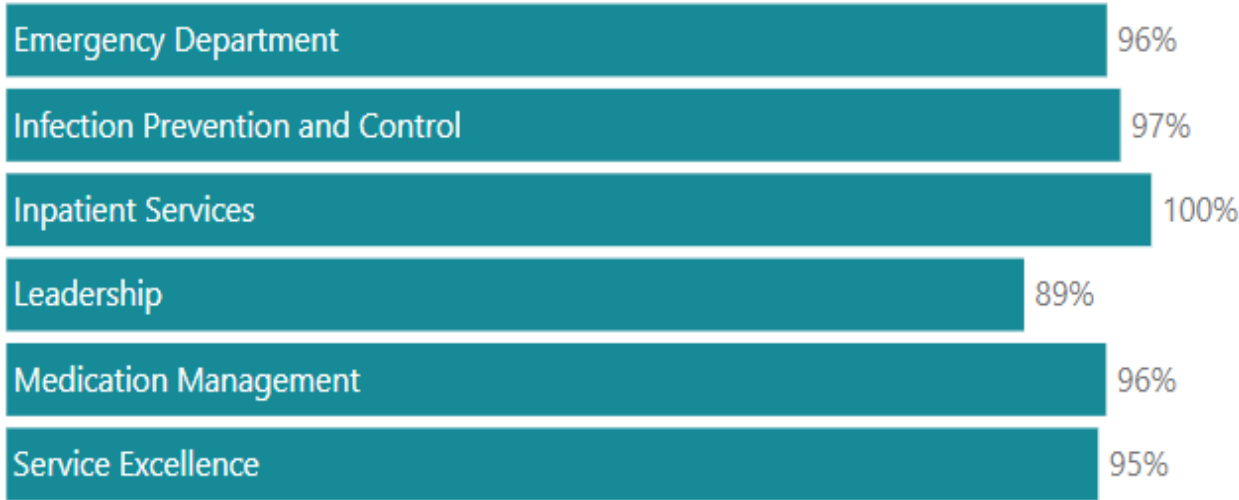 Emergency Department 96%
Infection Prevention and Control 97%
Inpatient Services 100%
Leadership 89%
Medication Management 96%
Service Excellence 95%